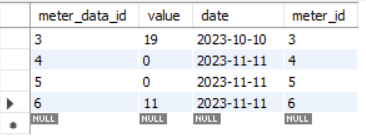 meter_data_id value date meter_id
3 19 2023-10-10 3
4 0 2023-11-11 4
5 0 2023-11-11 5
6 11 2023-11-11 6
NULL NULL NULL NULL